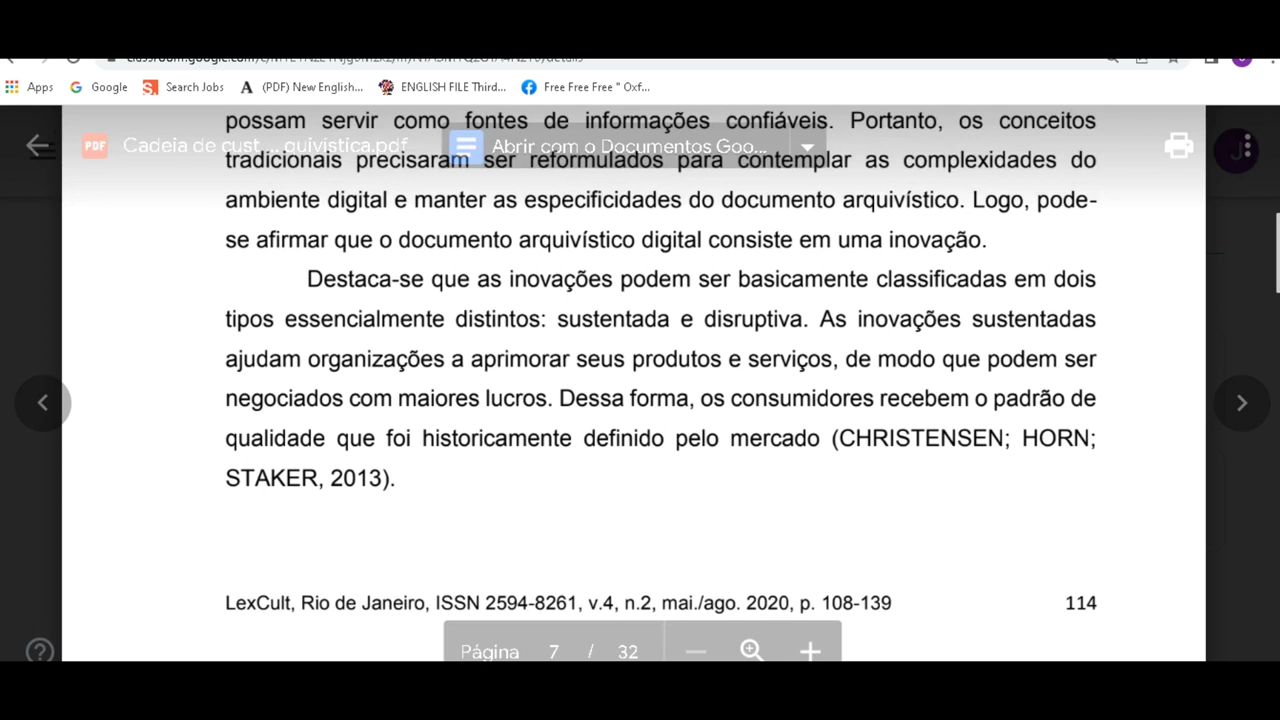 Apps Google Search Jobs (PDF) New English... ENGLISH FILE Third... Free Free Free " Oxf...
possam servir como fontes de informações confiáveis. Portanto, os conceitos
PDF Cadeia de cust ... quivistica.pdf Abrir com o Documentos Goo...
tradicionais precisaram ser reformulados para contemplar as complexidades do
ambiente digital e manter as especificidades do documento arquivístico. Logo, pode-
se afirmar que o documento arquivístico digital consiste em uma inovação.
Destaca-se que as inovações podem ser basicamente classificadas em dois
tipos essencialmente distintos: sustentada e disruptiva. As inovações sustentadas
ajudam organizações a aprimorar seus produtos e serviços, de modo que podem ser
negociados com maiores lucros. Dessa forma, os consumidores recebem o padrão de
qualidade que foi historicamente definido pelo mercado (CHRISTENSEN; HORN;
STAKER, 2013).
LexCult, Rio de Janeiro, ISSN 2594-8261, v.4, n.2, mai./ago. 2020, p. 108-139 114
Página 7 / 32